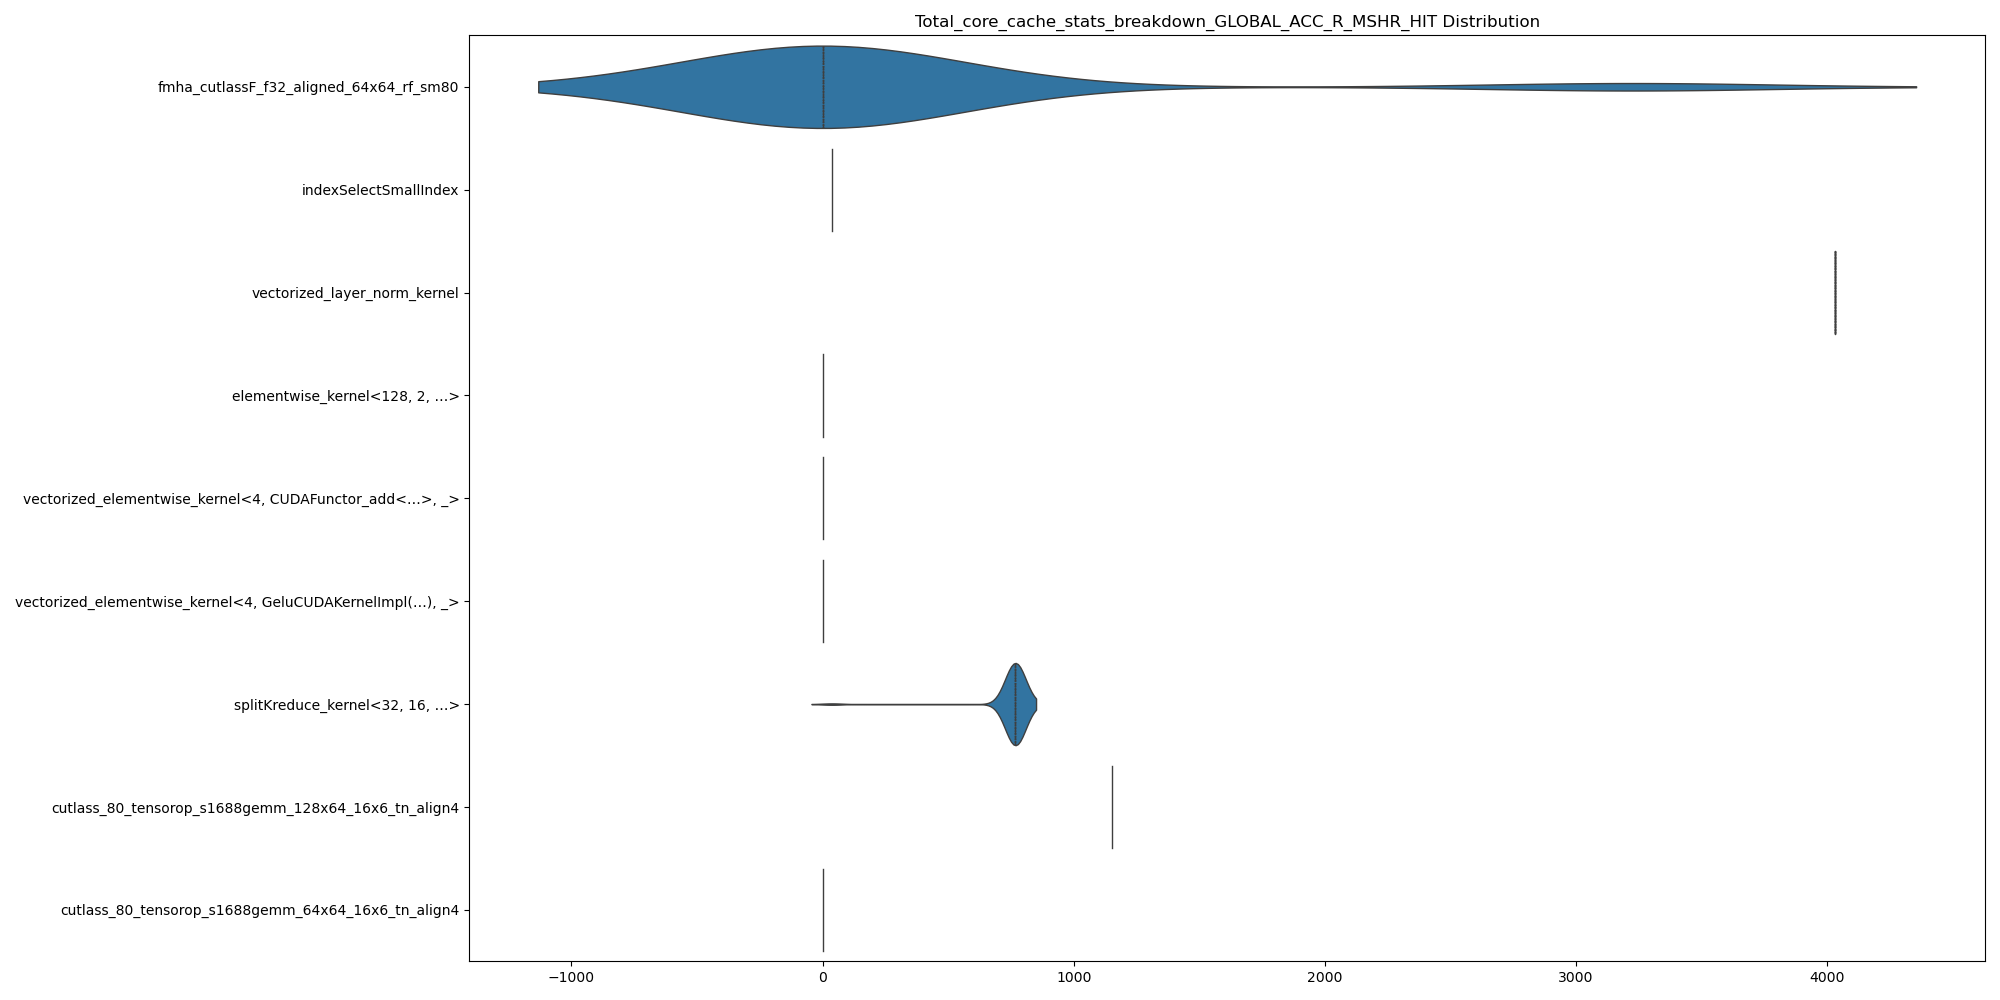 Total_core_cache_stats_breakdown_GLOBAL_ACC_R_MSHR_HIT Distribution
fmha_cutlassF_f32_aligned_64x64_rf_sm80
indexSelectSmallIndex
vectorized_layer_norm_kernel
elementwise_kernel<128, 2, ...>
vectorized_elementwise_kernel<4, CUDAFunctor_add<...>, _>
vectorized_elementwise_kernel<4, GeluCUDAKernelImpl(...), _>
splitKreduce_kernel<32, 16, ...>
cutlass_80_tensorop_s1688gemm_128x64_16x6_tn_align4
cutlass_80_tensorop_s1688gemm_64x64_16x6_tn_align4
−1000 0 1000 2000 3000 4000